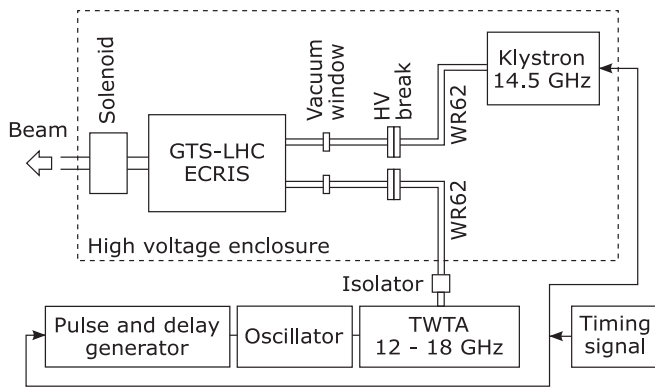 Beam
Solenoid
GTS-LHC
ECRIS
Vacuum
window
HV
break
WR62
Klystron
14.5 GHz
WR62
High voltage enclosure
Isolator
Pulse and delay
generator
Oscillator
TWTA
12 - 18 GHz
Timing
signal